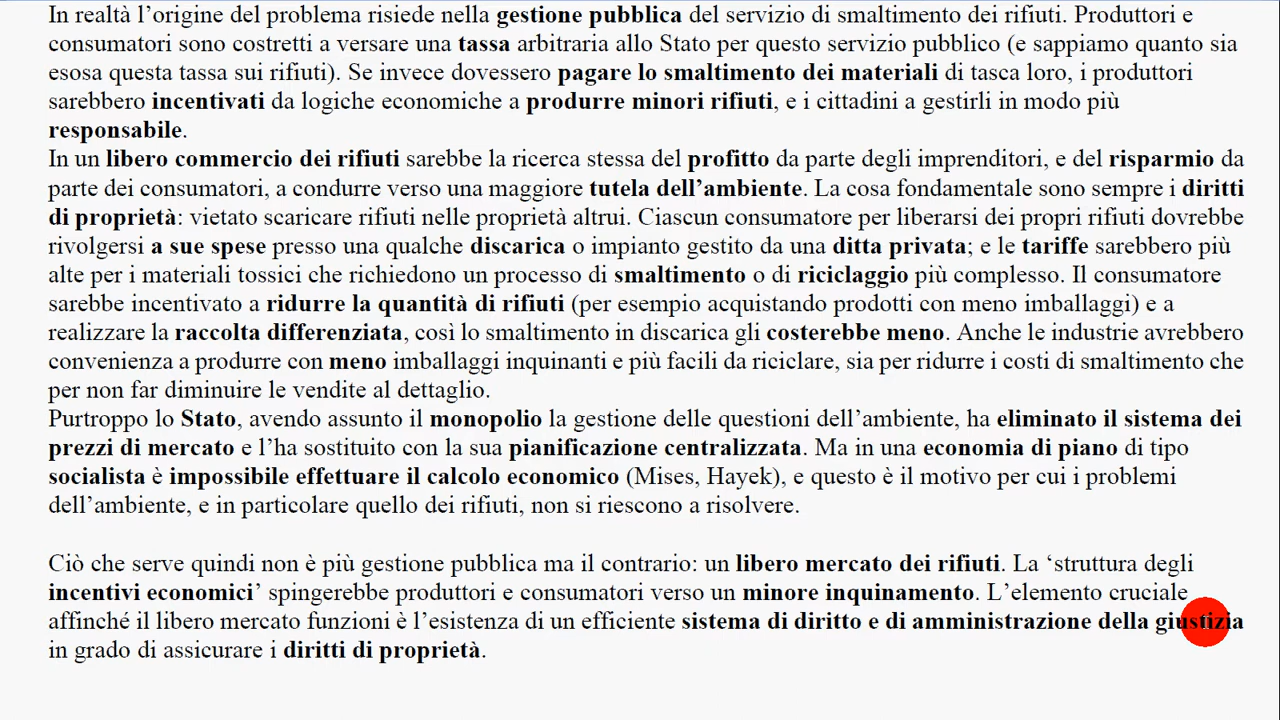 In realtà l’origine del problema risiede nella gestione pubblica del servizio di smaltimento dei rifiuti. Produttori e
consumatori sono costretti a versare una tassa arbitraria allo Stato per questo servizio pubblico (e sappiamo quanto sia
esosa questa tassa sui rifiuti). Se invece dovessero pagare lo smaltimento dei materiali di tasca loro, i produttori
sarebbero incentivati da logiche economiche a produrre minori rifiuti, e i cittadini a gestirli in modo più
responsabile.
In un libero commercio dei rifiuti sarebbe la ricerca stessa del profitto da parte degli imprenditori, e del risparmio da
parte dei consumatori, a condurre verso una maggiore tutela dell’ambiente. La cosa fondamentale sono sempre i diritti
di proprietà: vietato scaricare rifiuti nelle proprietà altrui. Ciascun consumatore per liberarsi dei propri rifiuti dovrebbe
rivolgersi a sue spese presso una qualche discarica o impianto gestito da una ditta privata; e le tariffe sarebbero più
alte per i materiali tossici che richiedono un processo di smaltimento o di riciclaggio più complesso. Il consumatore
sarebbe incentivato a ridurre la quantità di rifiuti (per esempio acquistando prodotti con meno imballaggi) e a
realizzare la raccolta differenziata, così lo smaltimento in discarica gli costerebbe meno. Anche le industrie avrebbero
convenienza a produrre con meno imballaggi inquinanti e più facili da riciclare, sia per ridurre i costi di smaltimento che
per non far diminuire le vendite al dettaglio.
Purtroppo lo Stato, avendo assunto il monopolio la gestione delle questioni dell’ambiente, ha eliminato il sistema dei
prezzi di mercato e l’ha sostituito con la sua pianificazione centralizzata. Ma in una economia di piano di tipo
socialista è impossibile effettuare il calcolo economico (Mises, Hayek), e questo è il motivo per cui i problemi
dell’ambiente, e in particolare quello dei rifiuti, non si riescono a risolvere.
Ciò che serve quindi non è più gestione pubblica ma il contrario: un libero mercato dei rifiuti. La ‘struttura degli
incentivi economici’ spingerebbe produttori e consumatori verso un minore inquinamento. L’elemento cruciale
affinché il libero mercato funzioni è l’esistenza di un efficiente sistema di diritto e di amministrazione della giustizia
in grado di assicurare i diritti di proprietà.